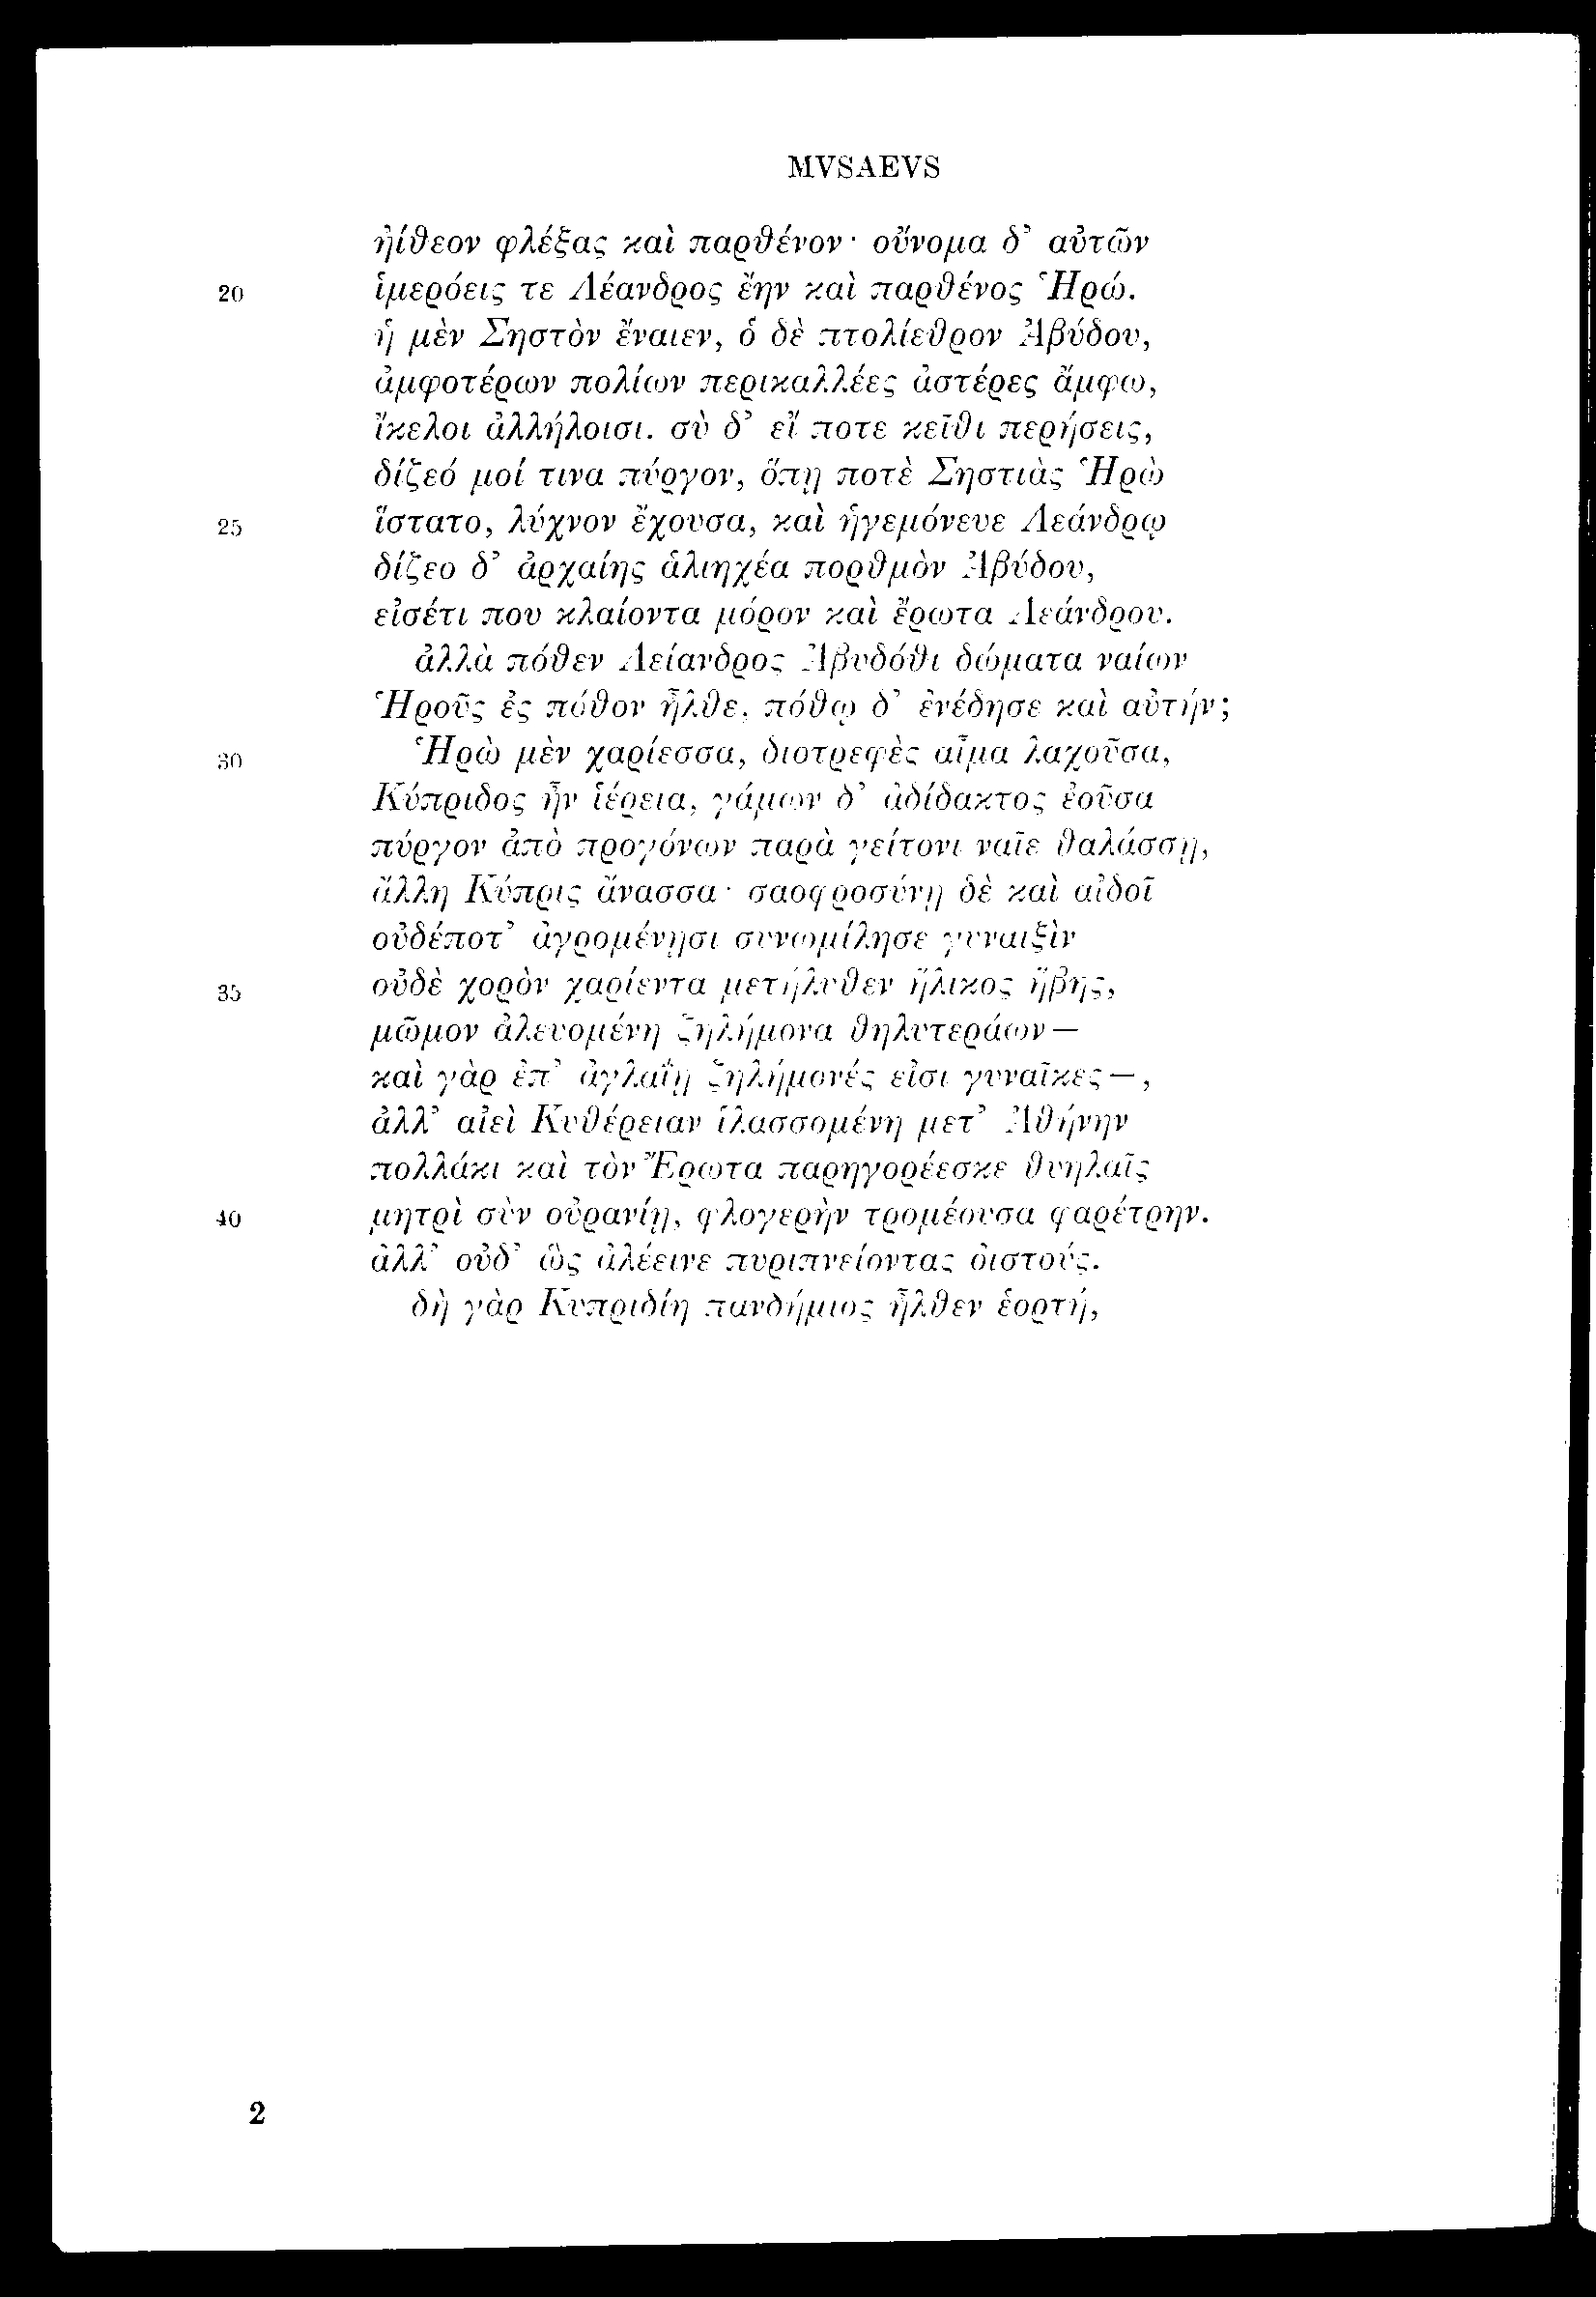 MVSAEVS
ἠίθεον φλέξας καὶ παρθένον· οὔνομα δ’ αὐτῶν
20 ἱμερόεις τε Λέανδρος ἔην καὶ παρθένος Ἡρώ.
ἡ μὲν Σηστὸν ἔναιεν, ὁ δὲ πτολίεθρον Ἀβύδου,
ἀμφοτέρων πολίων περικαλλέες ἀστέρες ἄμφω,
ἴκελοι ἀλλήλοισι. σὺ δ’ εἴ ποτε κεῖθι περήσεις,
δίζεό μοί τινα πύργον, ὅπῃ ποτὲ Σηστιὰς Ἡρὼ
25 ἵστατο, λύχνον ἔχουσα, καὶ ἡγεμόνευε Λεάνδρῳ
δίζεο δ’ ἀρχαίης ἁλιηχέα πορθμὸν Ἀβύδου,
εἰσέτι που κλαίοντα μόρον καὶ ἔρωτα Λεάνδρου.
ἀλλὰ πόθεν Λείανδρος Ἀβυδόθι δώματα ναίων
Ἡροῦς ἐς πόθον ἦλθε, πόθῳ δ’ ἐνέδησε καὶ αὐτήν;
30 Ἡρὼ μὲν χαρίεσσα, διοτρεφὲς αἷμα λαχοῦσα,
Κύπριδος ἦν ἱέρεια, γάμων δ’ ἀδίδακτος ἐοῦσα
πύργον ἀπὸ προγόνων παρὰ γείτονι ναῖε θαλάσσῃ,
ἄλλη Κύπρις ἄνασσα· σαοφροσύνῃ δὲ καὶ αἰδοῖ
οὐδέποτ’ ἀγρομένῃσι συνωμίλησε γυναιξὶν
35 οὐδὲ χορὸν χαρίεντα μετήλυθεν ἥλικος ἥβης,
μῶμον ἀλευομένη ζηλήμονα θηλυτεράων—
καὶ γὰρ ἐπ’ ἀγλαΐῃ ζηλήμονές εἰσι γυναῖκες—,
ἀλλ’ αἰεὶ Κυθέρειαν ἱλασσομένη μετ’ Ἀθήνην
πολλάκι καὶ τὸν Ἔρωτα παρηγορέεσκε θυηλαῖς
40 μητρὶ σὺν οὐρανίῃ, φλογερὴν τρομέουσα φαρέτρην.
ἀλλ’ οὐδ’ ὣς ἀλέεινε πυριπνείοντας ὀιστούς.
δὴ γὰρ Κυπριδίη πανδήμιος ἦλθεν ἑορτή,
2